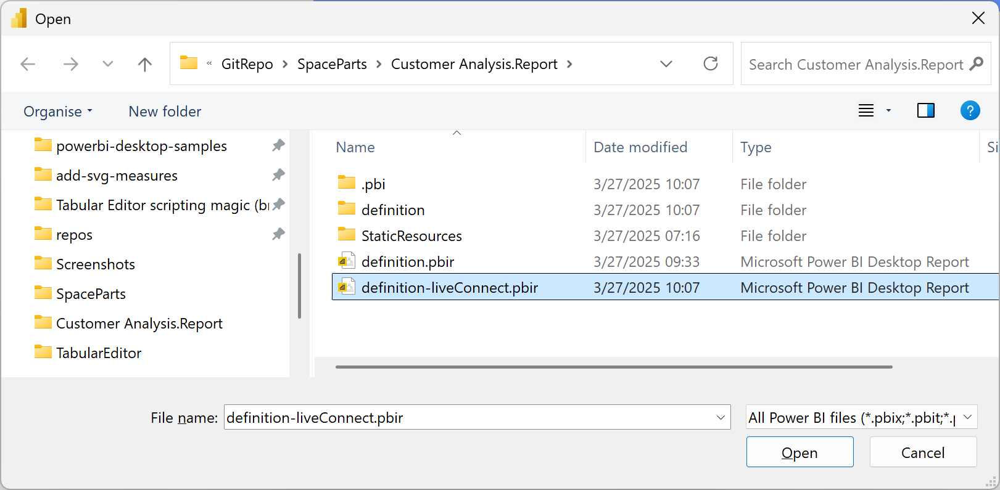 Open
« GitRepo > SpaceParts > Customer Analysis.Report >
Search Customer Analysis.Report
Organise
New folder
?
powerbi-desktop-samples
add-svg-measures
Tabular Editor scripting magic (br
repos
Screenshots
SpaceParts
Customer Analysis.Report
TabularEditor
Name Date modified Type Si
.pbi 3/27/2025 10:07 File folder
definition 3/27/2025 10:07 File folder
StaticResources 3/27/2025 07:16 File folder
definition.pbir 3/27/2025 09:33 Microsoft Power BI Desktop Report
definition-liveConnect.pbir 3/27/2025 10:07 Microsoft Power BI Desktop Report
File name: definition-liveConnect.pbir
All Power BI files (*.pbix;*.pbit;*.p
Open
Cancel